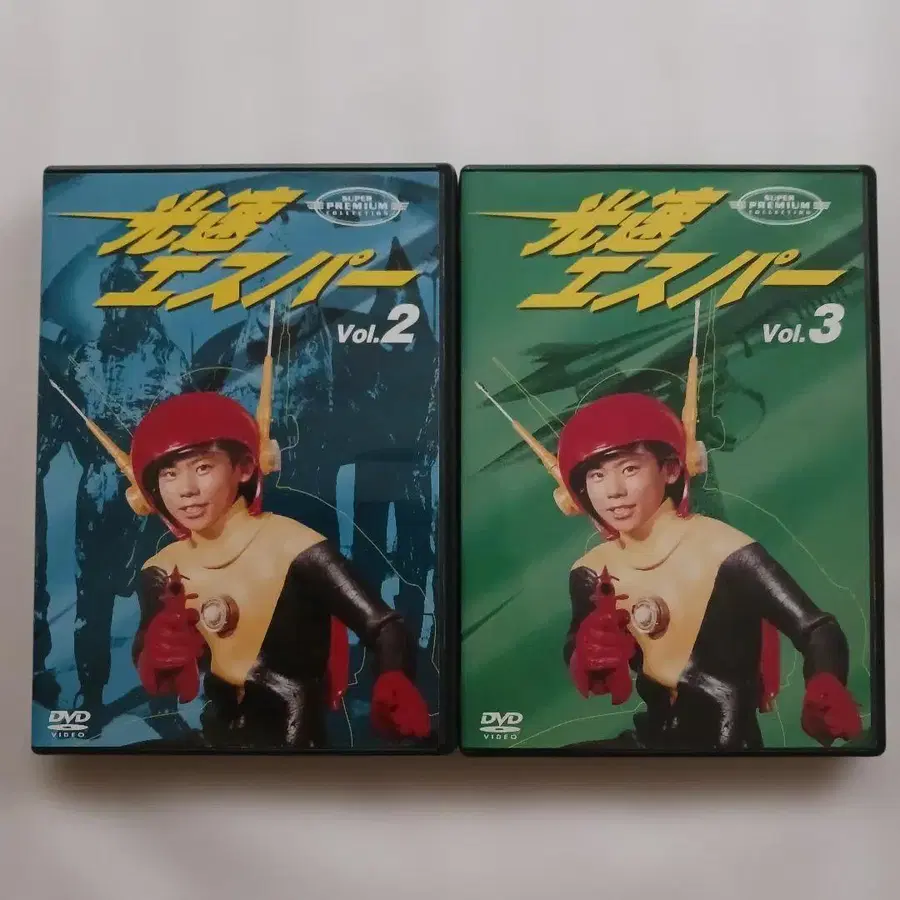 SUPER
PREMIUM
COLLECTION
光速
エスパー
Vol.2
DVD
VIDEO
SUPER
PREMIUM
COLLECTION
光速
エスパー
Vol.3
DVD
VIDEO